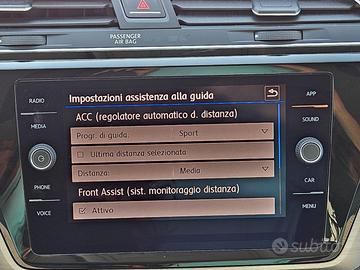 PASSENGER
AIR BAG
RADIO
MEDIA
PHONE
VOICE
Impostazioni assistenza alla guida
ACC (regolatore automatico d. distanza)
Progr. di guida: Sport
Ultima distanza selezionata
Distanza: Media
Front Assist (sist. monitoraggio distanza)
Attivo
APP
SOUND
CAR
MENU
subito